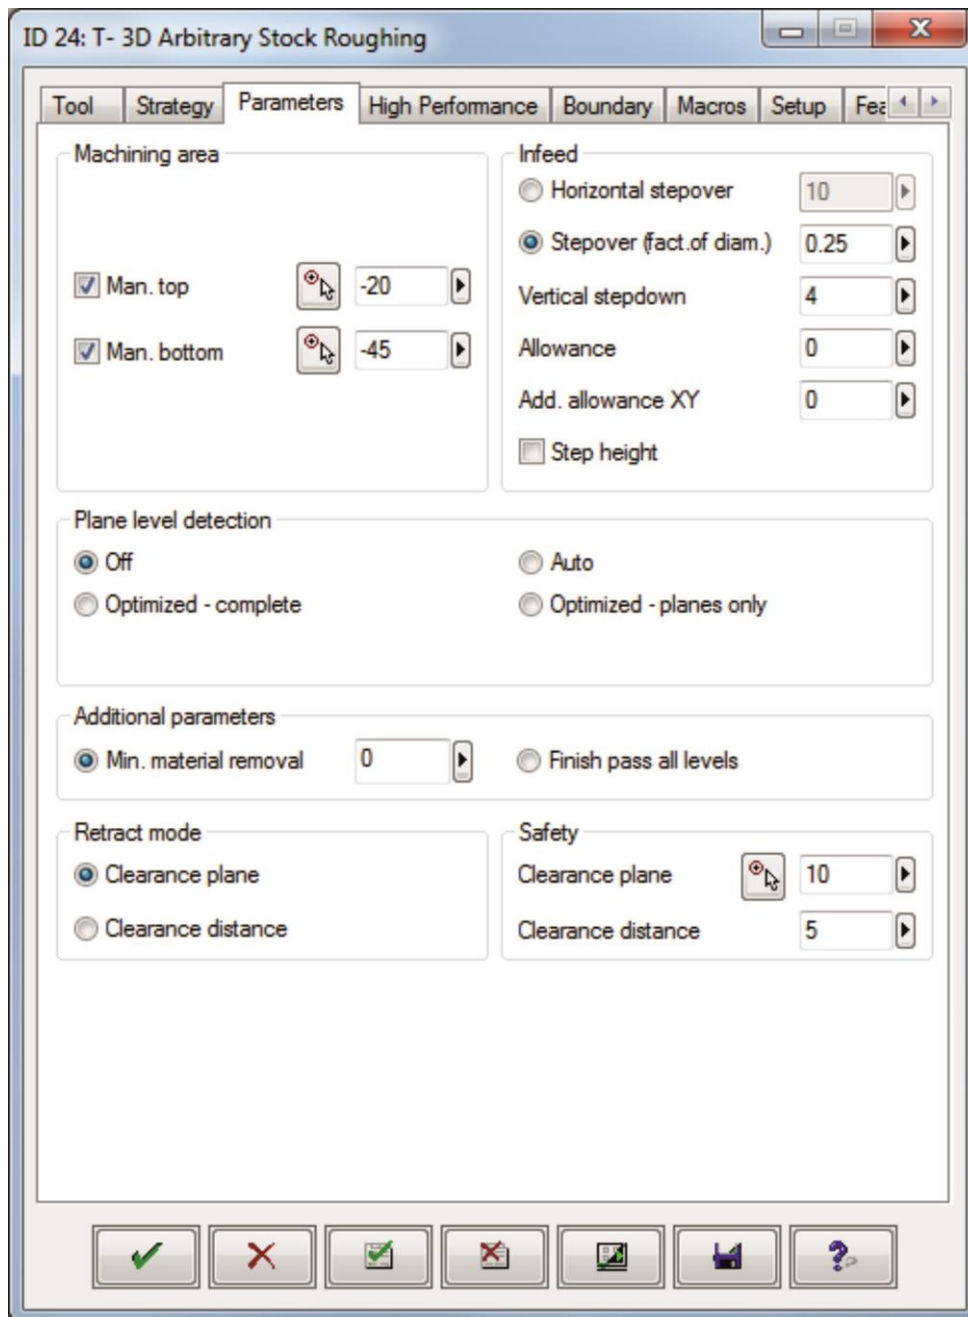 ID 24: T- 3D Arbitrary Stock Roughing
Tool Strategy Parameters High Performance Boundary Macros Setup Fea
Machining area
Man. top -20
Man. bottom -45
Infeed
Horizontal stepover 10
Stepover (fact.of diam.) 0.25
Vertical stepdown 4
Allowance 0
Add. allowance XY 0
Step height
Plane level detection
Off Auto
Optimized - complete Optimized - planes only
Additional parameters
Min. material removal 0 Finish pass all levels
Retract mode
Clearance plane
Clearance distance
Safety
Clearance plane 10
Clearance distance 5